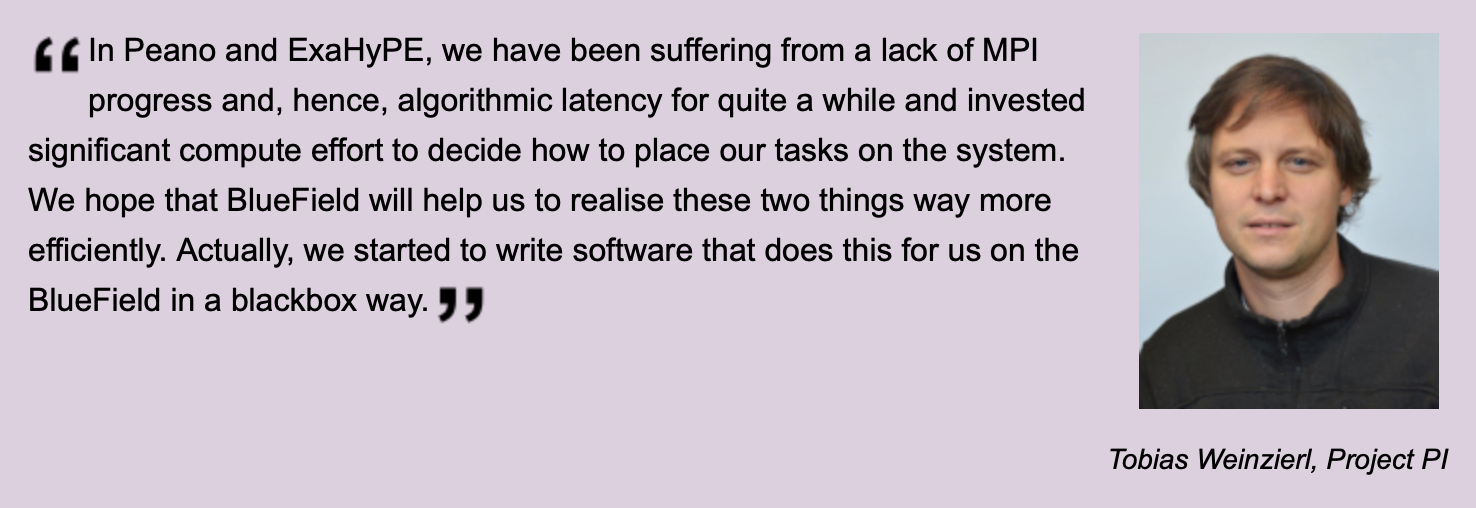 “In Peano and ExaHyPE, we have been suffering from a lack of MPI
progress and, hence, algorithmic latency for quite a while and invested
significant compute effort to decide how to place our tasks on the system.
We hope that BlueField will help us to realise these two things way more
efficiently. Actually, we started to write software that does this for us on the
BlueField in a blackbox way.”
Tobias Weinzierl, Project PI